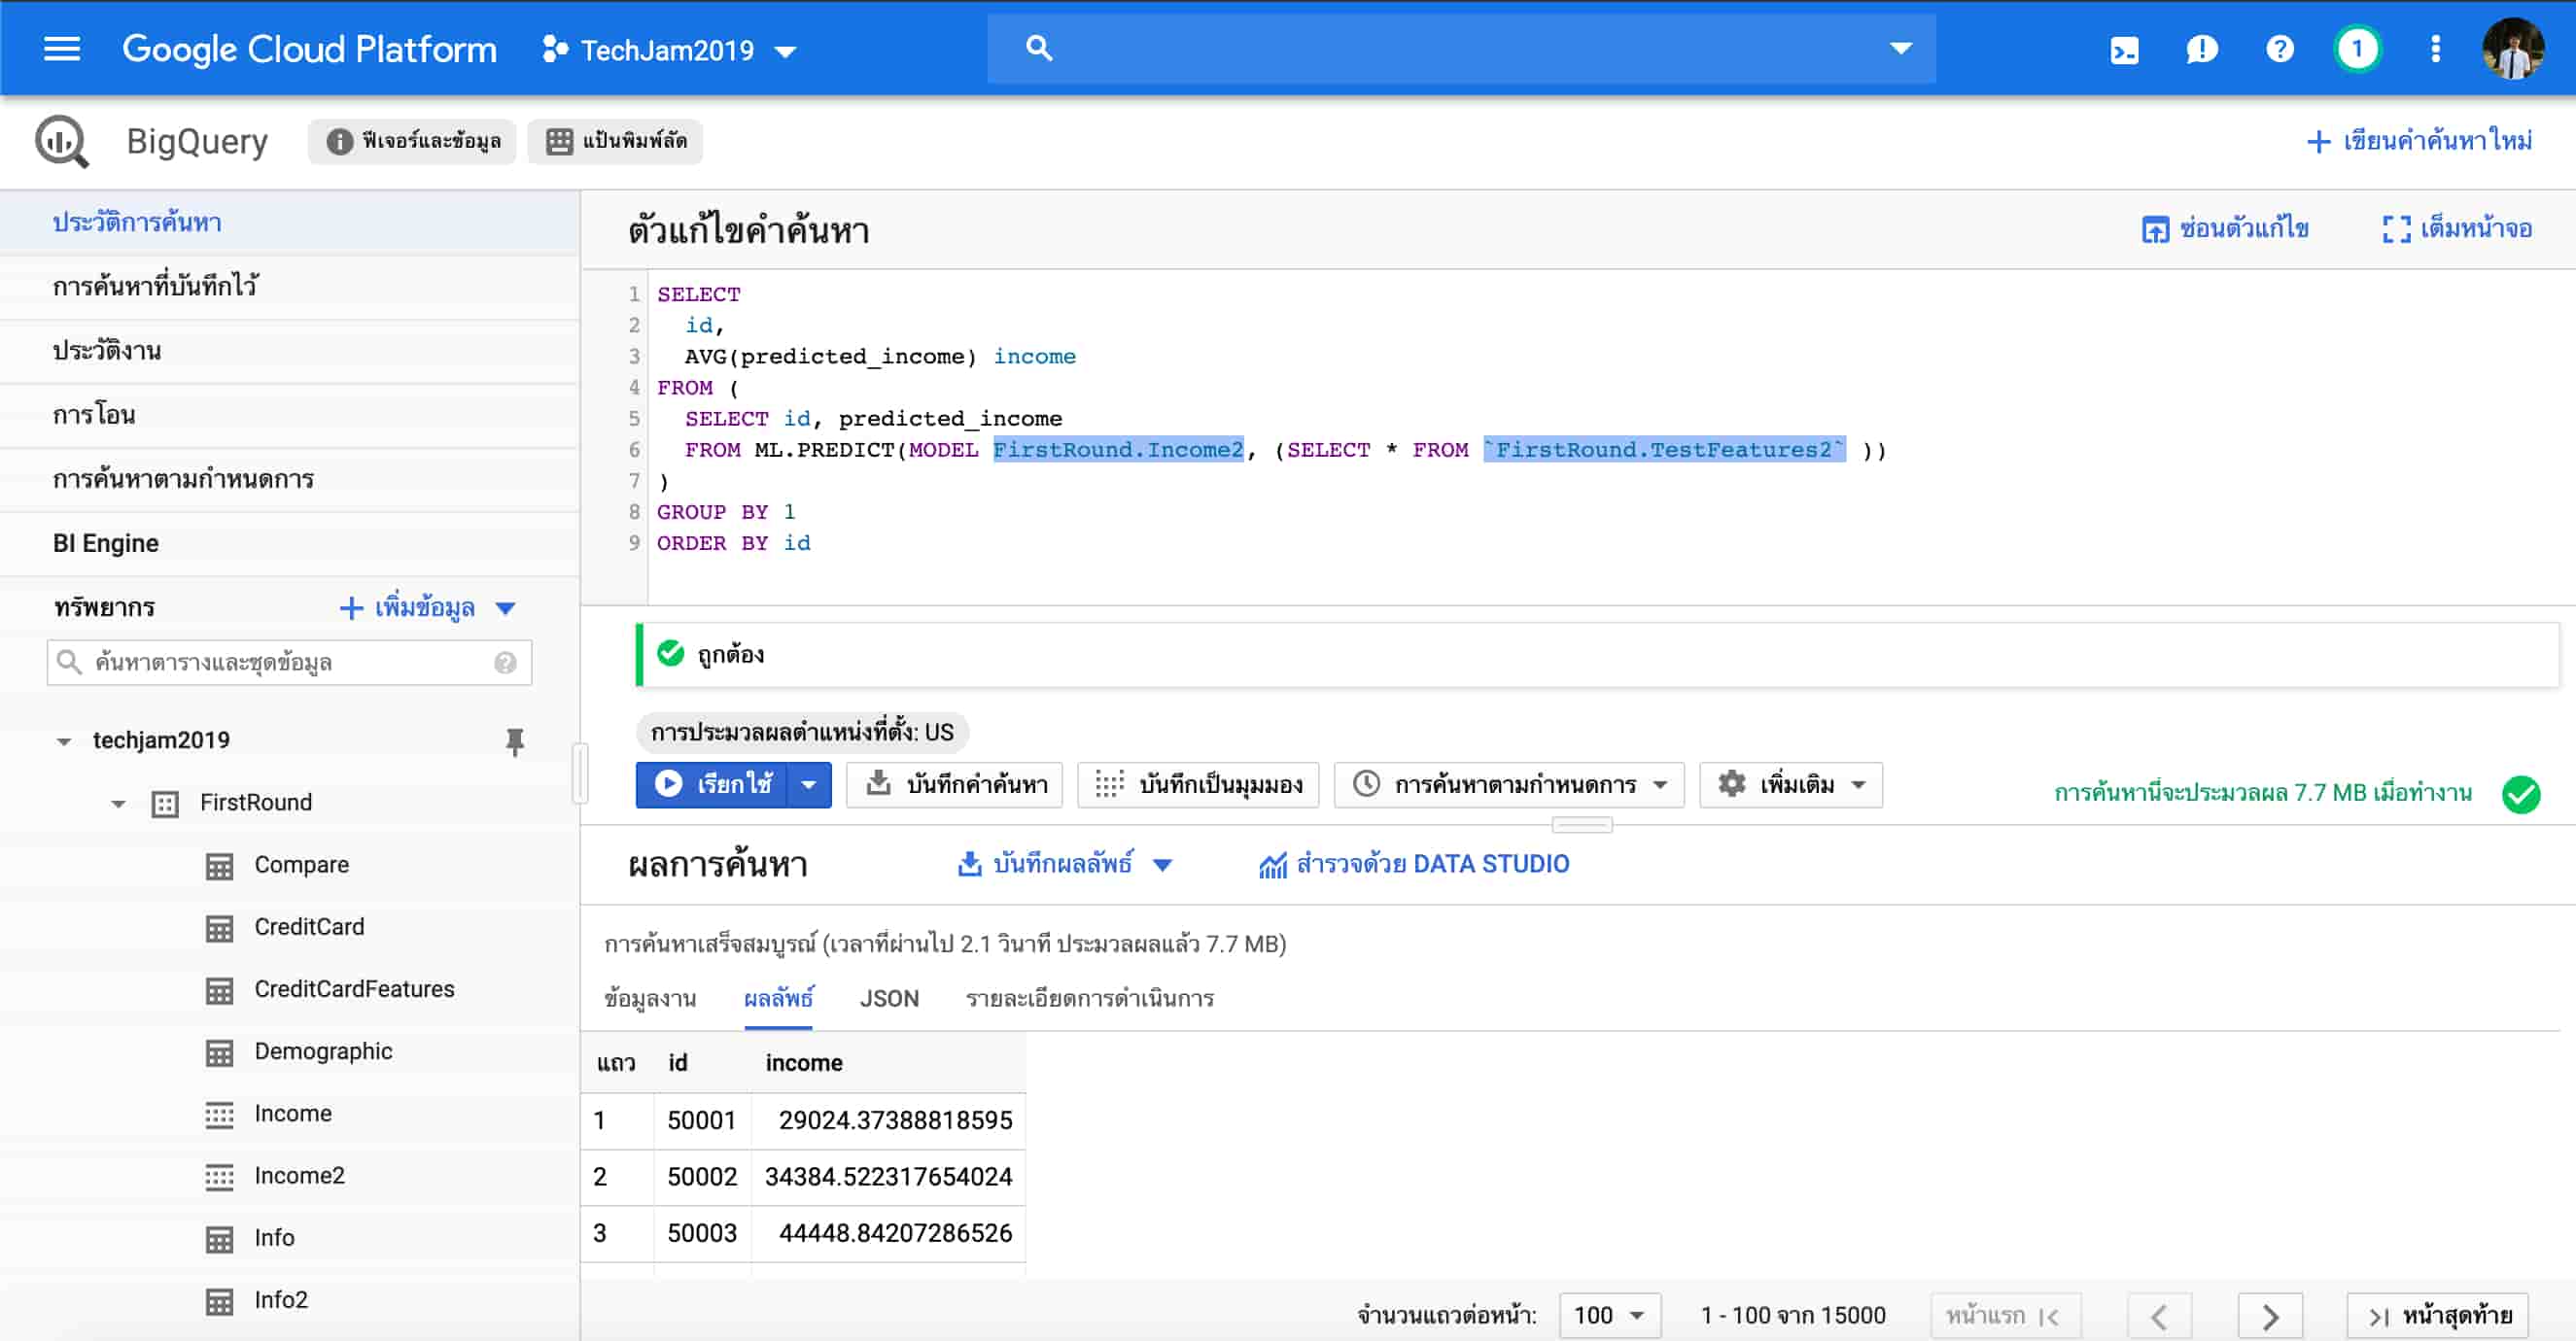 Google Cloud Platform TechJam2019 1
BigQuery ฟีเจอร์และข้อมูล แป้นพิมพ์ลัด เขียนคำค้นหาใหม่
ประวัติการค้นหา
การค้นหาที่บันทึกไว้
ประวัติงาน
การโอน
การค้นหาตามกำหนดการ
BI Engine
ทรัพยากร เพิ่มข้อมูล
ค้นหาตารางและชุดข้อมูล
techjam2019
FirstRound
Compare
CreditCard
CreditCardFeatures
Demographic
Income
Income2
Info
Info2
ตัวแก้ไขคำค้นหา ซ่อนตัวแก้ไข เต็มหน้าจอ
1 SELECT
2 id,
3 AVG(predicted_income) income
4 FROM (
5 SELECT id, predicted_income
6 FROM ML.PREDICT(MODEL FirstRound.Income2, (SELECT * FROM `FirstRound.TestFeatures2` ))
7 )
8 GROUP BY 1
9 ORDER BY id
ถูกต้อง
การประมวลผลตำแหน่งที่ตั้ง: US
เรียกใช้ บันทึกคำค้นหา บันทึกเป็นมุมมอง การค้นหาตามกำหนดการ เพิ่มเติม การค้นหานี้จะประมวลผล 7.7 MB เมื่อทำงาน
ผลการค้นหา บันทึกผลลัพธ์ สำรวจด้วย DATA STUDIO
การค้นหาเสร็จสมบูรณ์ (เวลาที่ผ่านไป 2.1 วินาที ประมวลผลแล้ว 7.7 MB)
ข้อมูลงาน ผลลัพธ์ JSON รายละเอียดการดำเนินการ
แถว id income
1 50001 29024.37388818595
2 50002 34384.522317654024
3 50003 44448.84207286526
จำนวนแถวต่อหน้า: 100 1 - 100 จาก 15000 หน้าแรก หน้าสุดท้าย